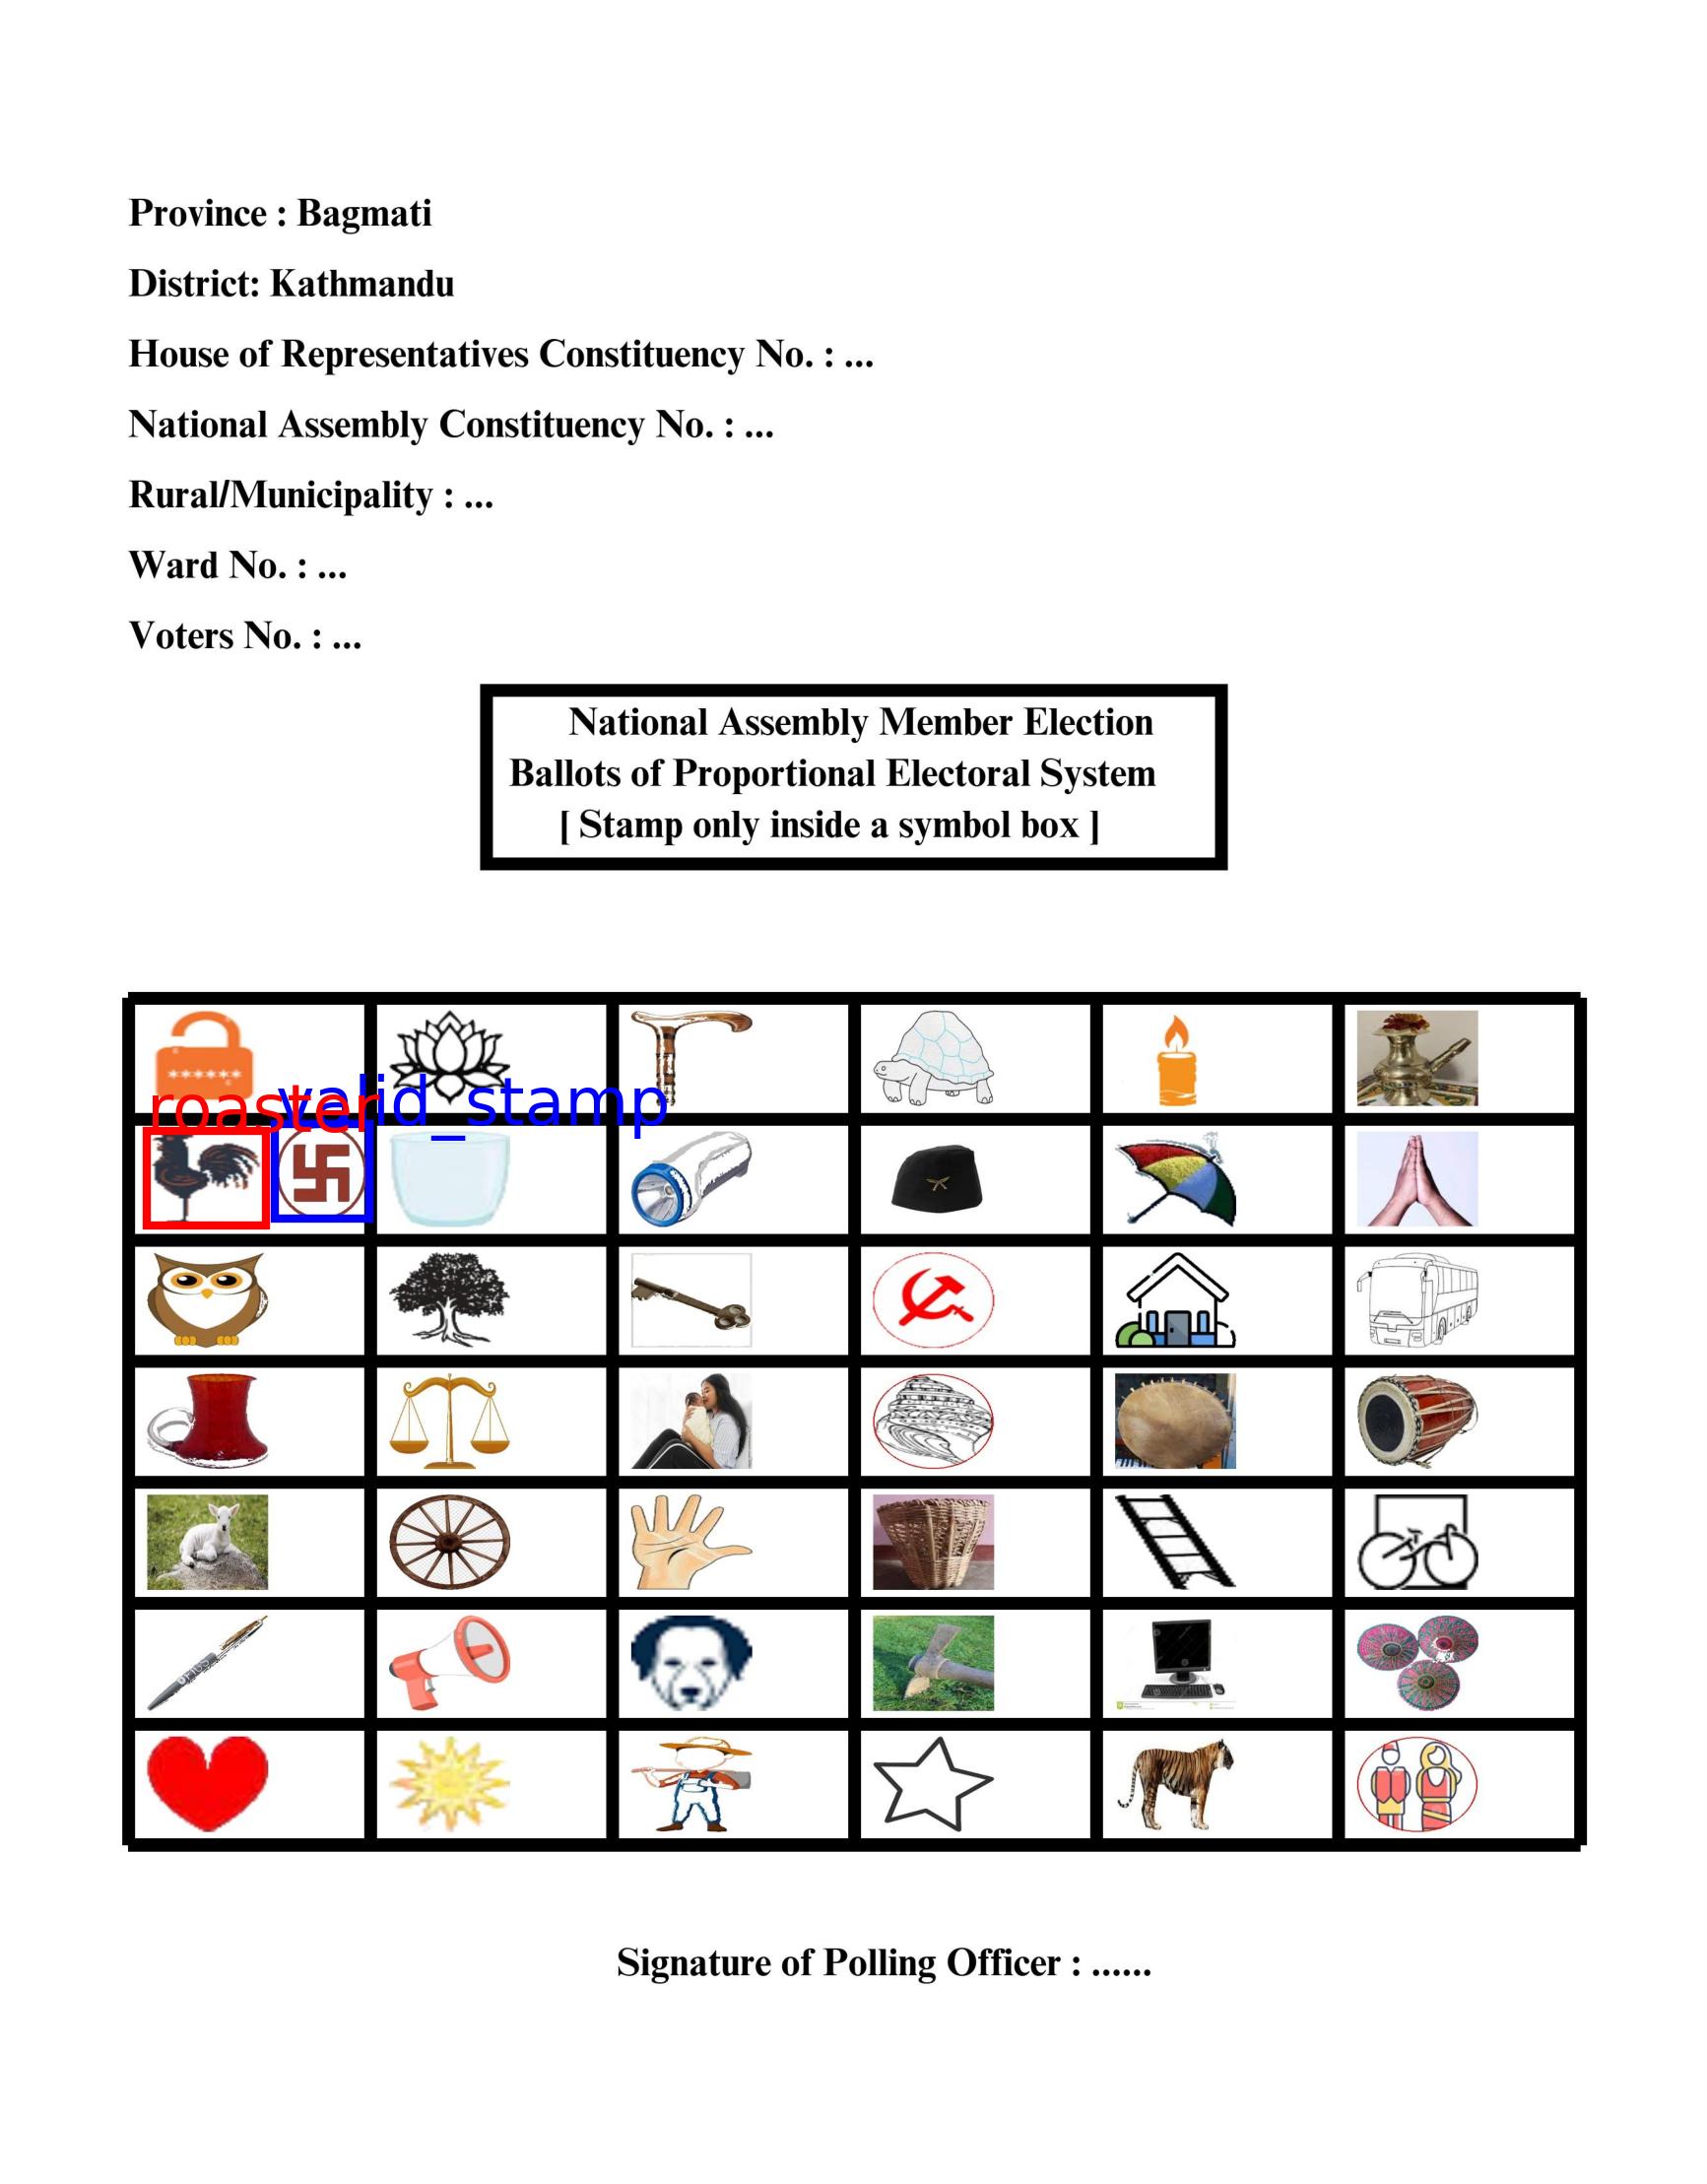 Province : Bagmati
District: Kathmandu
House of Representatives Constituency No. : ...
National Assembly Constituency No. : ...
Rural/Municipality : ...
Ward No. : ...
Voters No. : ...
National Assembly Member Election
Ballots of Proportional Electoral System
[ Stamp only inside a symbol box ]
******
roaster
valid_stamp
Signature of Polling Officer : ......